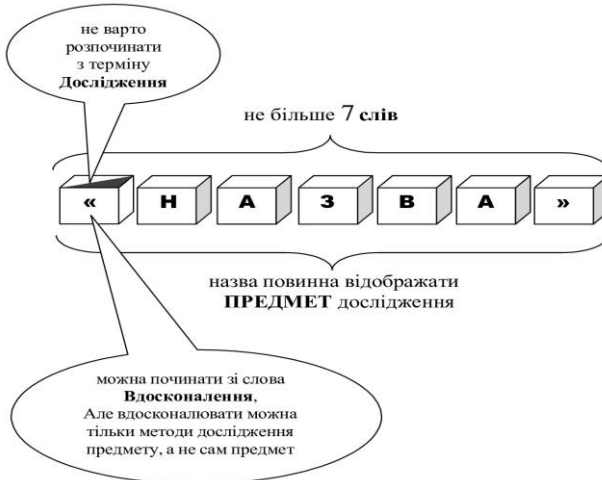 не варто
розпочинати
з терміну
Дослідження
не більше 7 слів
« Н А З В А »
назва повинна відображати
ПРЕДМЕТ дослідження
можна починати зі слова
Вдосконалення,
Але вдосконалювати можна
тільки методи дослідження
предмету, а не сам предмет